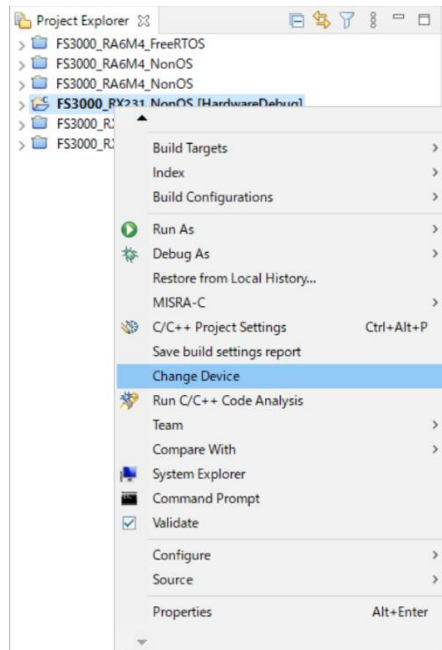 Project Explorer
FS3000_RA6M4_FreeRTOS
FS3000_RA6M4_NonOS
FS3000_RA6M4_NonOS
FS3000_RX231_NonOS [HardwareDebug]
FS3000_R
FS3000_R
Build Targets
Index
Build Configurations
Run As
Debug As
Restore from Local History...
MISRA-C
C/C++ Project Settings Ctrl+Alt+P
Save build settings report
Change Device
Run C/C++ Code Analysis
Team
Compare With
System Explorer
Command Prompt
Validate
Configure
Source
Properties Alt+Enter